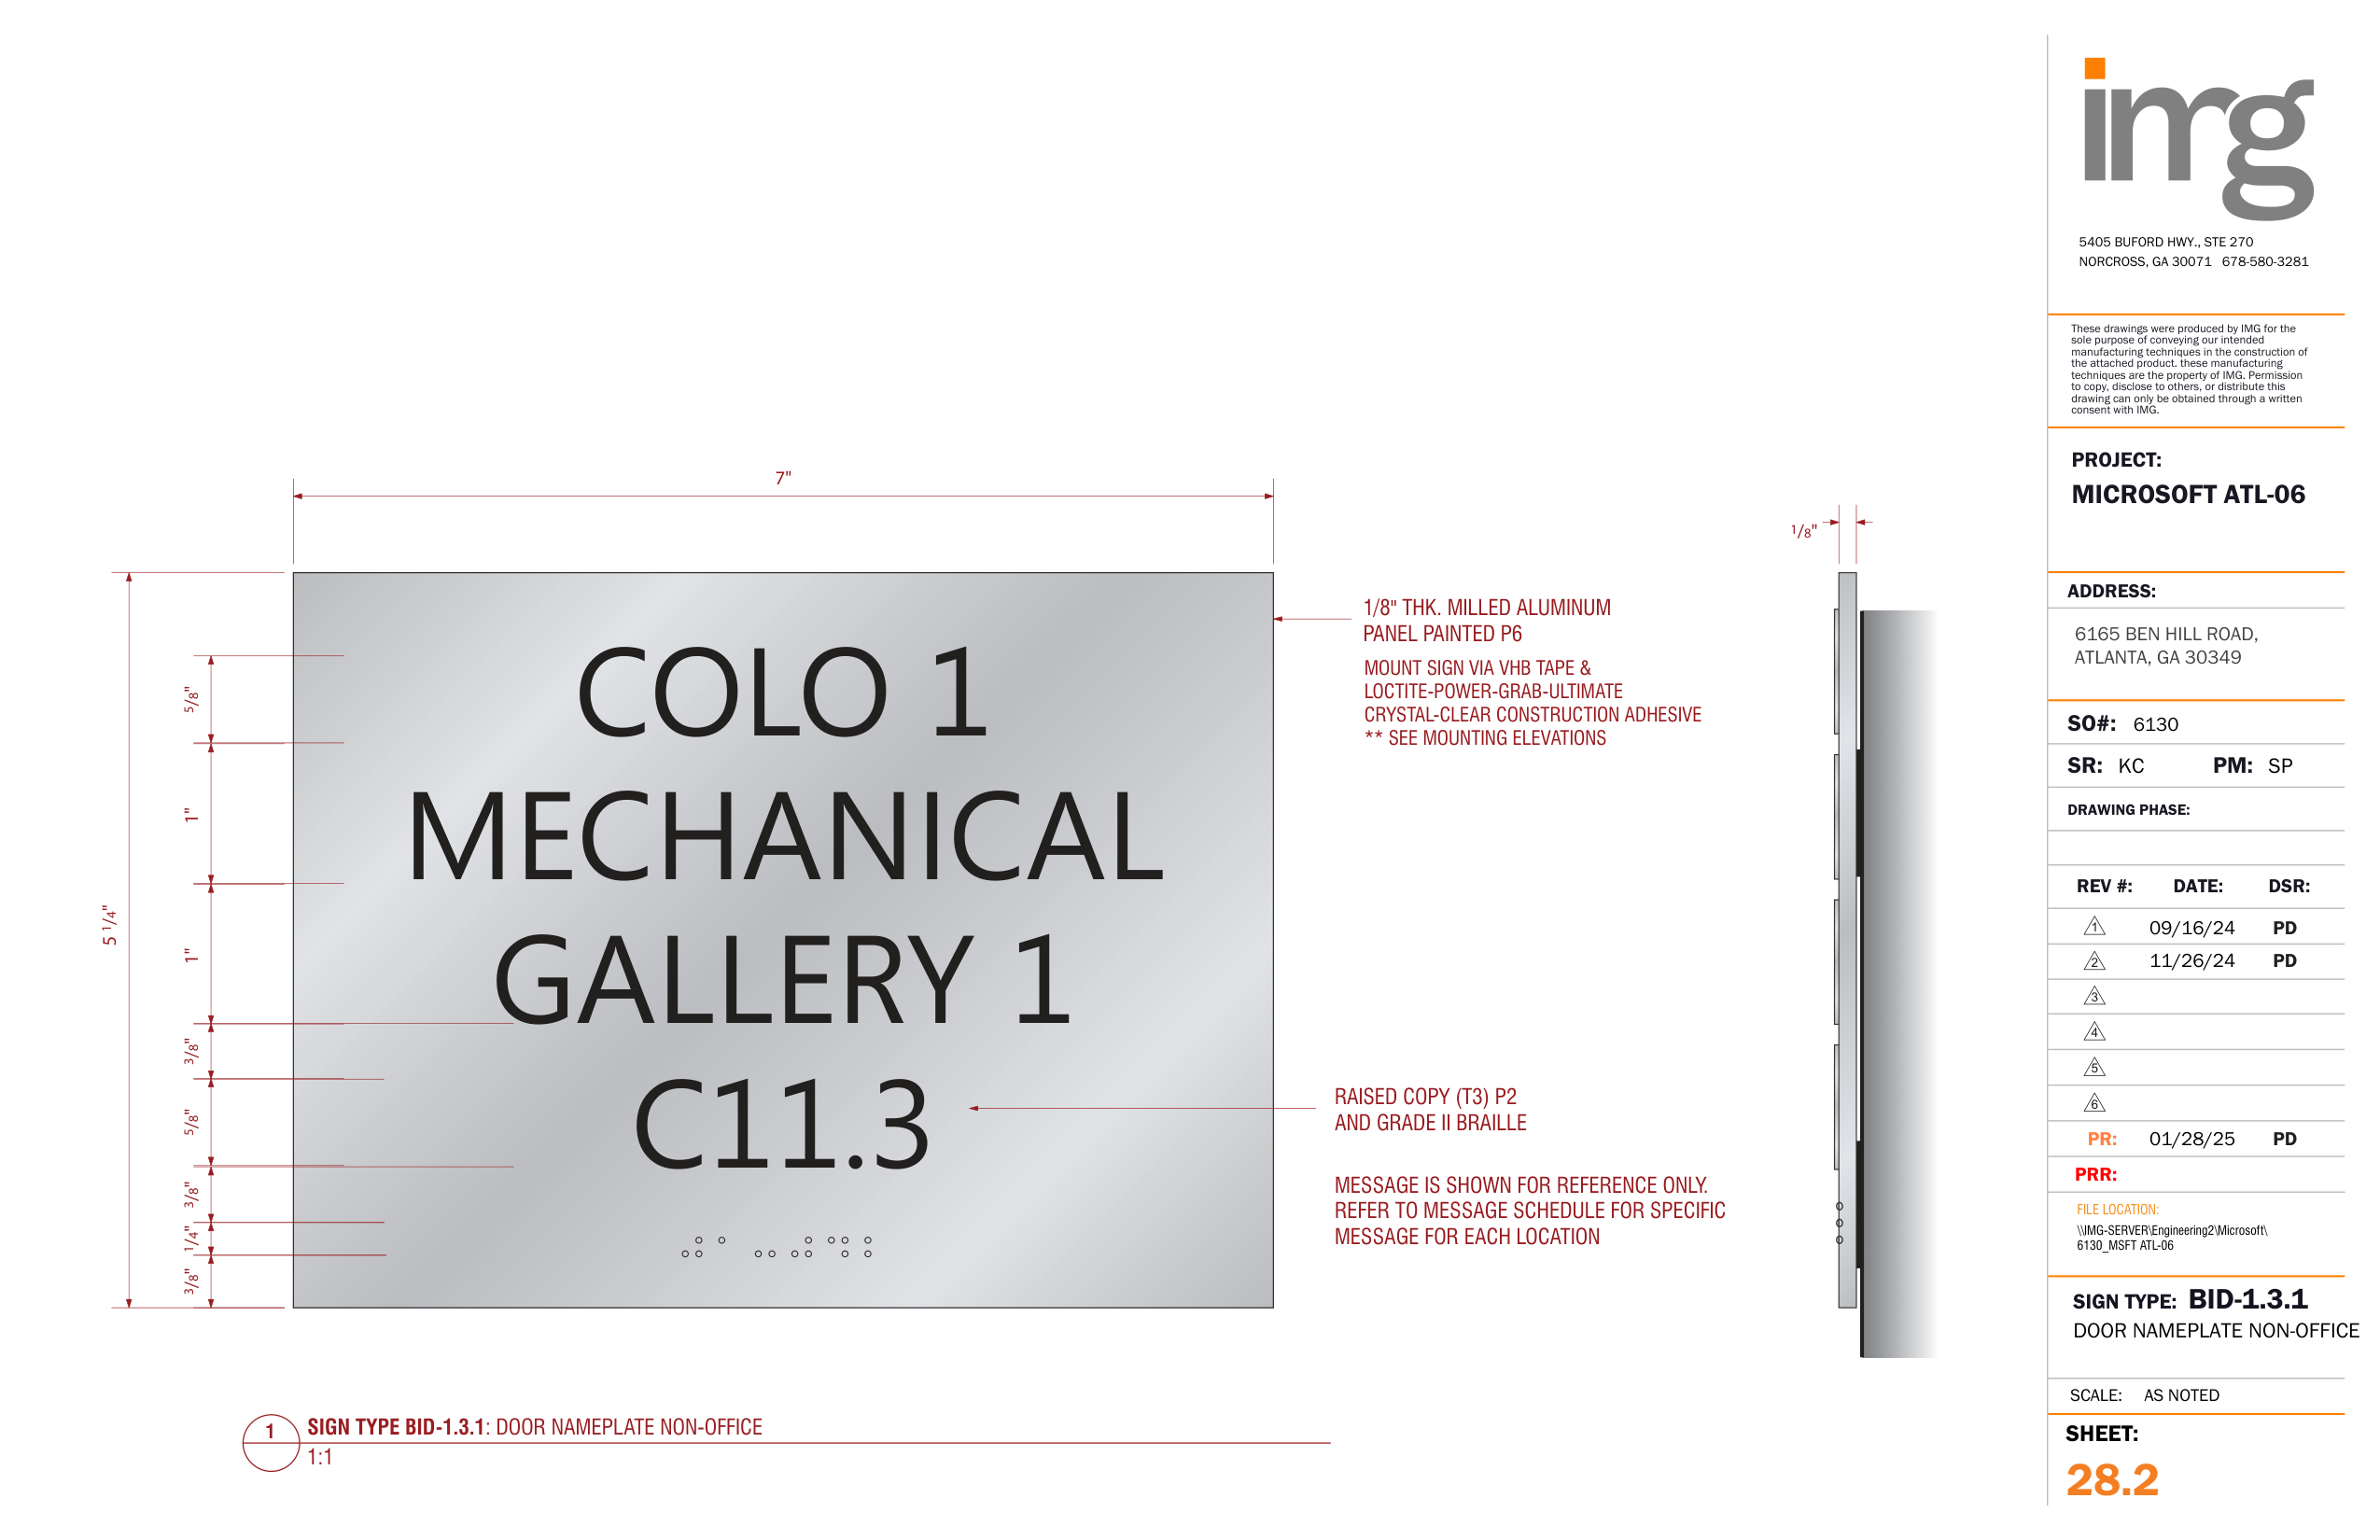 img
5405 BUFORD HWY., STE 270
NORCROSS, GA 30071 678-580-3281
These drawings were produced by IMG for the
sole purpose of conveying our intended
manufacturing techniques in the construction of
the attached product. these manufacturing
techniques are the property of IMG. Permission
to copy, disclose to others, or distribute this
drawing can only be obtained through a written
consent with IMG.
PROJECT:
MICROSOFT ATL-06
ADDRESS:
6165 BEN HILL ROAD,
ATLANTA, GA 30349
SO#: 6130
SR: KC PM: SP
DRAWING PHASE:
REV #: DATE: DSR:
1 09/16/24 PD
2 11/26/24 PD
3
4
5
6
PR: 01/28/25 PD
PRR:
FILE LOCATION:
\\IMG-SERVER\Engineering2\Microsoft\
6130_MSFT ATL-06
SIGN TYPE: BID-1.3.1
DOOR NAMEPLATE NON-OFFICE
SCALE: AS NOTED
SHEET:
28.2
7"
1/8"
5 1/4"
5/8"
1"
1"
3/8"
5/8"
3/8"
1/4"
3/8"
COLO 1
MECHANICAL
GALLERY 1
C11.3
1/8" THK. MILLED ALUMINUM
PANEL PAINTED P6
MOUNT SIGN VIA VHB TAPE &
LOCTITE-POWER-GRAB-ULTIMATE
CRYSTAL-CLEAR CONSTRUCTION ADHESIVE
** SEE MOUNTING ELEVATIONS
RAISED COPY (T3) P2
AND GRADE II BRAILLE
MESSAGE IS SHOWN FOR REFERENCE ONLY.
REFER TO MESSAGE SCHEDULE FOR SPECIFIC
MESSAGE FOR EACH LOCATION
1 SIGN TYPE BID-1.3.1: DOOR NAMEPLATE NON-OFFICE
1:1